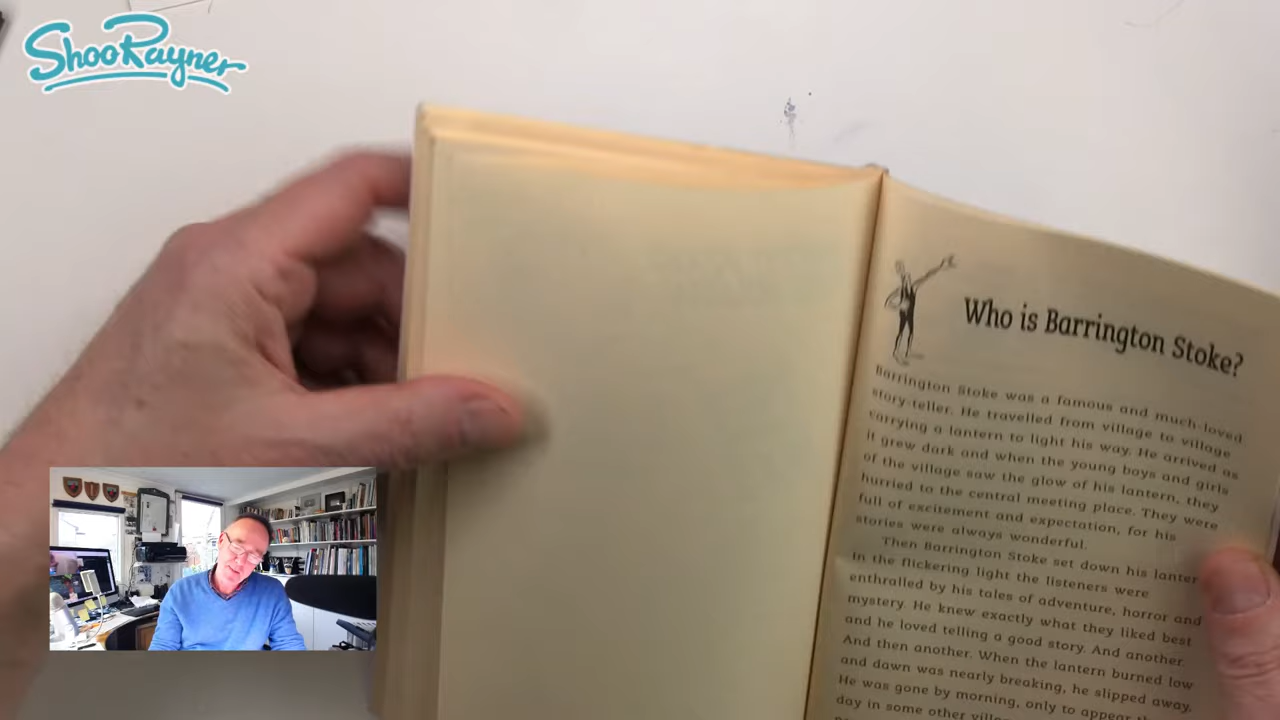 ShooRayner
Who is Barrington Stoke?
Barrington Stoke was a famous and much-loved
story-teller. He travelled from village to village
carrying a lantern to light his way. He arrived as
it grew dark and when the young boys and girls
of the village saw the glow of his lantern, they
hurried to the central meeting place. They were
full of excitement and expectation, for his
stories were always wonderful.
Then Barrington Stoke set down his lanter
In the flickering light the listeners were
enthralled by his tales of adventure, horror and
mystery. He knew exactly what they liked best
and he loved telling a good story. And another.
And then another. When the lantern burned low
and dawn was nearly breaking, he slipped away.
He was gone by morning, only to appear th
day in some other villa